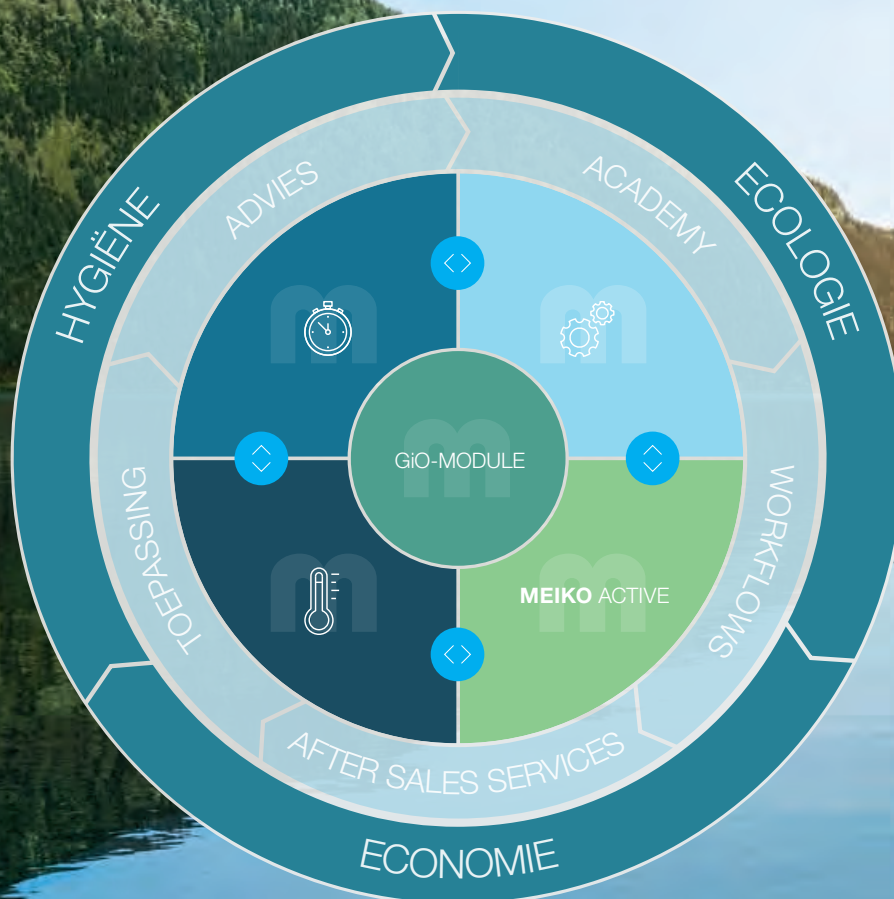 HYGIËNE
ECOLOGIE
ECONOMIE
ADVIES
ACADEMY
WORKFLOWS
AFTER SALES SERVICES
TOEPASSING
m
m
GiO-MODULE
m
m
MEIKO ACTIVE
m